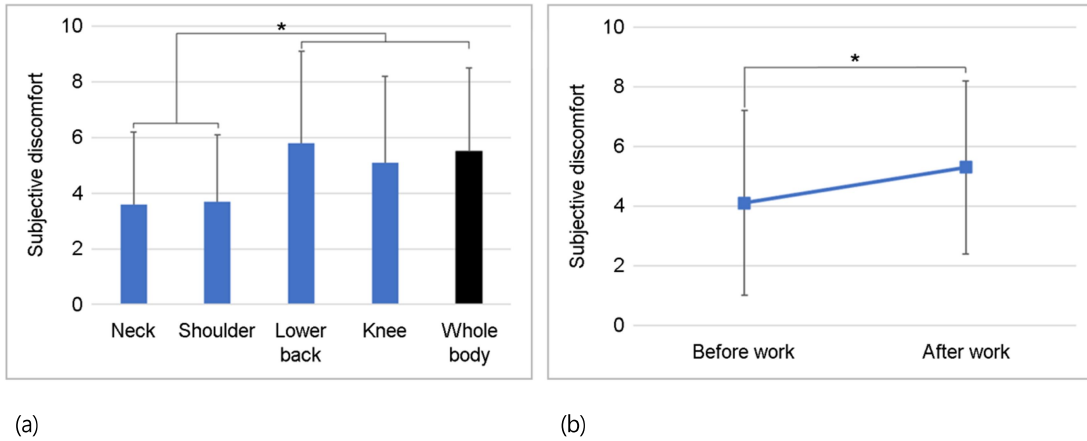 10
8
6
4
2
0
Subjective discomfort
*
Neck
Shoulder
Lower
back
Knee
Whole
body
(a)
10
8
6
4
2
0
Subjective discomfort
*
Before work
After work
(b)